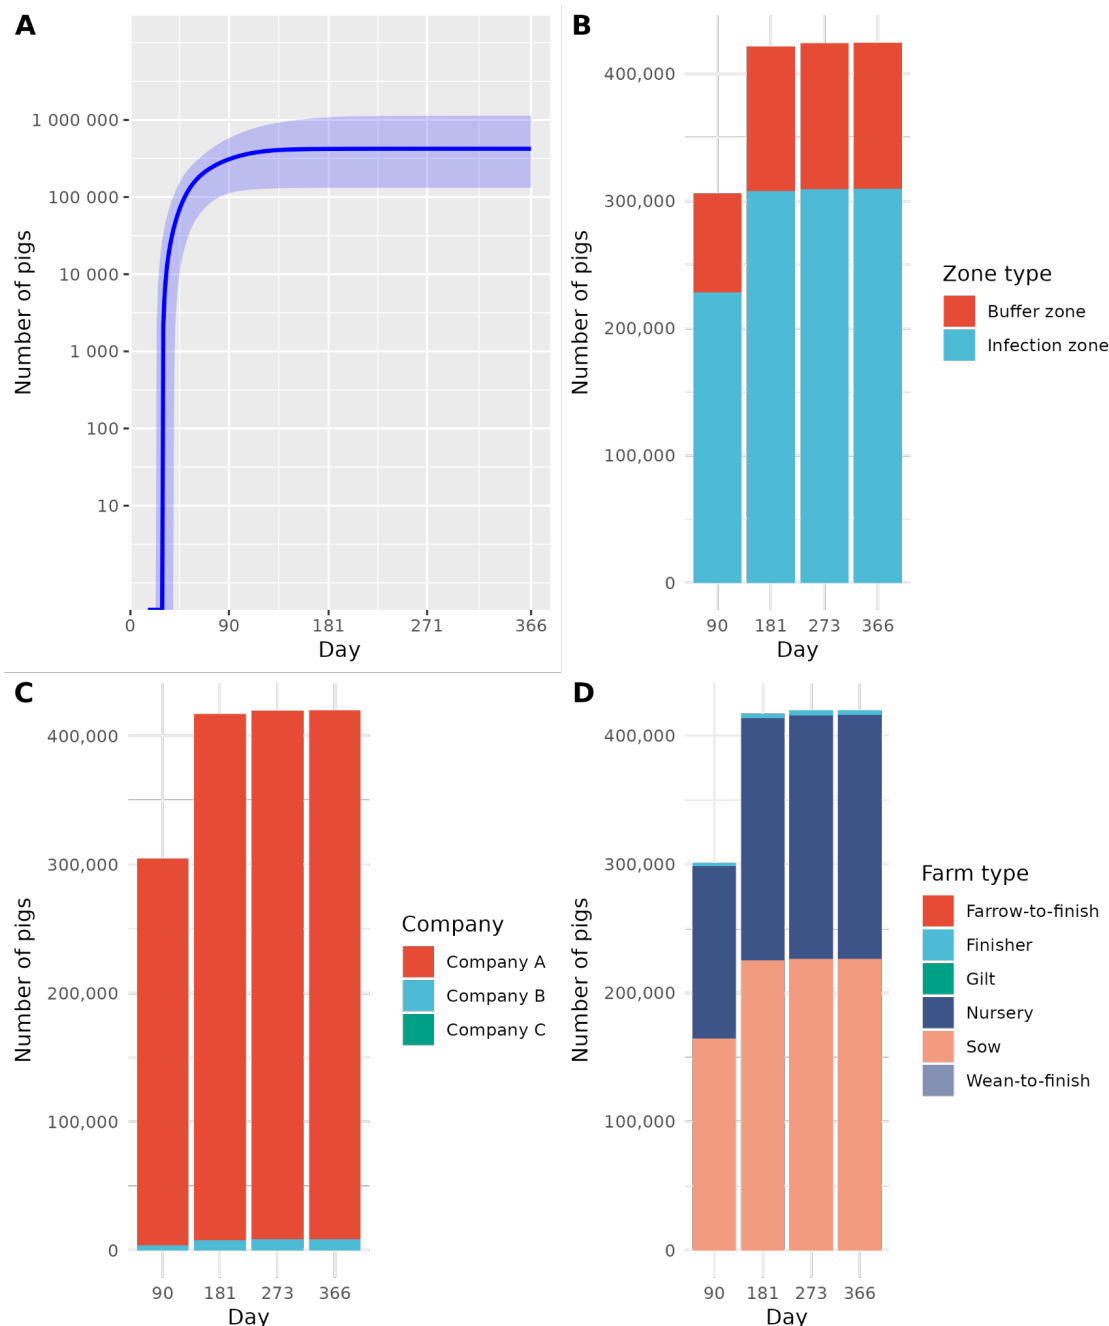 A
Number of pigs
1 000 000
100 000
10 000
1 000
100
10
0 90 181 271 366
Day
B
Number of pigs
400,000
300,000
200,000
100,000
0
90 181 273 366
Day
Zone type
Buffer zone
Infection zone
C
Number of pigs
400,000
300,000
200,000
100,000
0
90 181 273 366
Day
Company
Company A
Company B
Company C
D
Number of pigs
400,000
300,000
200,000
100,000
0
90 181 273 366
Day
Farm type
Farrow-to-finish
Finisher
Gilt
Nursery
Sow
Wean-to-finish